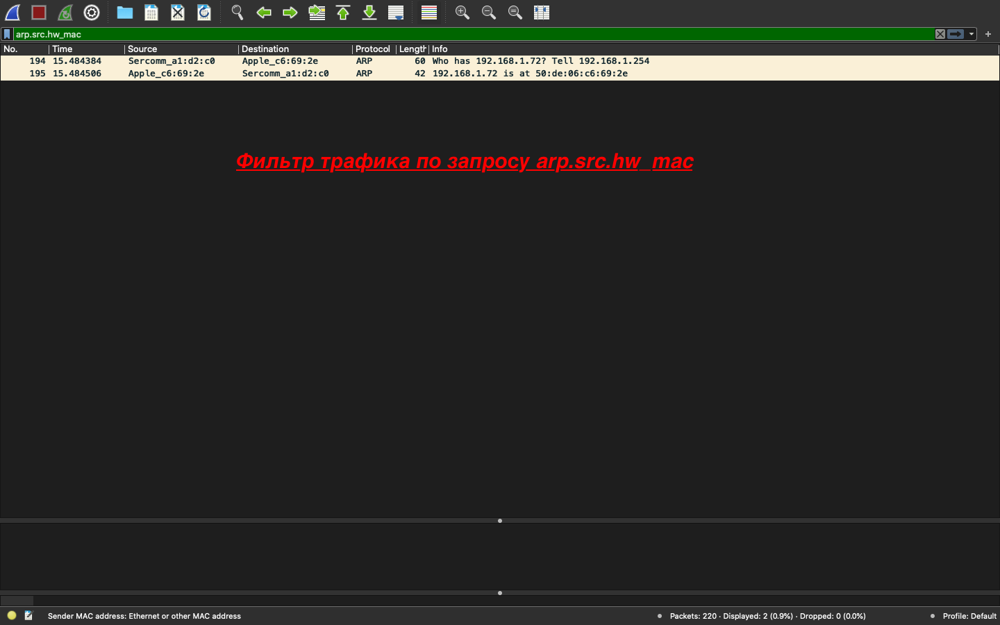 arp.src.hw_mac
No. Time Source Destination Protocol Length Info
194 15.484384 Sercomm_a1:d2:c0 Apple_c6:69:2e ARP 60 Who has 192.168.1.72? Tell 192.168.1.254
195 15.484506 Apple_c6:69:2e Sercomm_a1:d2:c0 ARP 42 192.168.1.72 is at 50:de:06:c6:69:2e
Фильтр трафика по запросу arp.src.hw_mac
Sender MAC address: Ethernet or other MAC address Packets: 220 · Displayed: 2 (0.9%) · Dropped: 0 (0.0%) Profile: Default